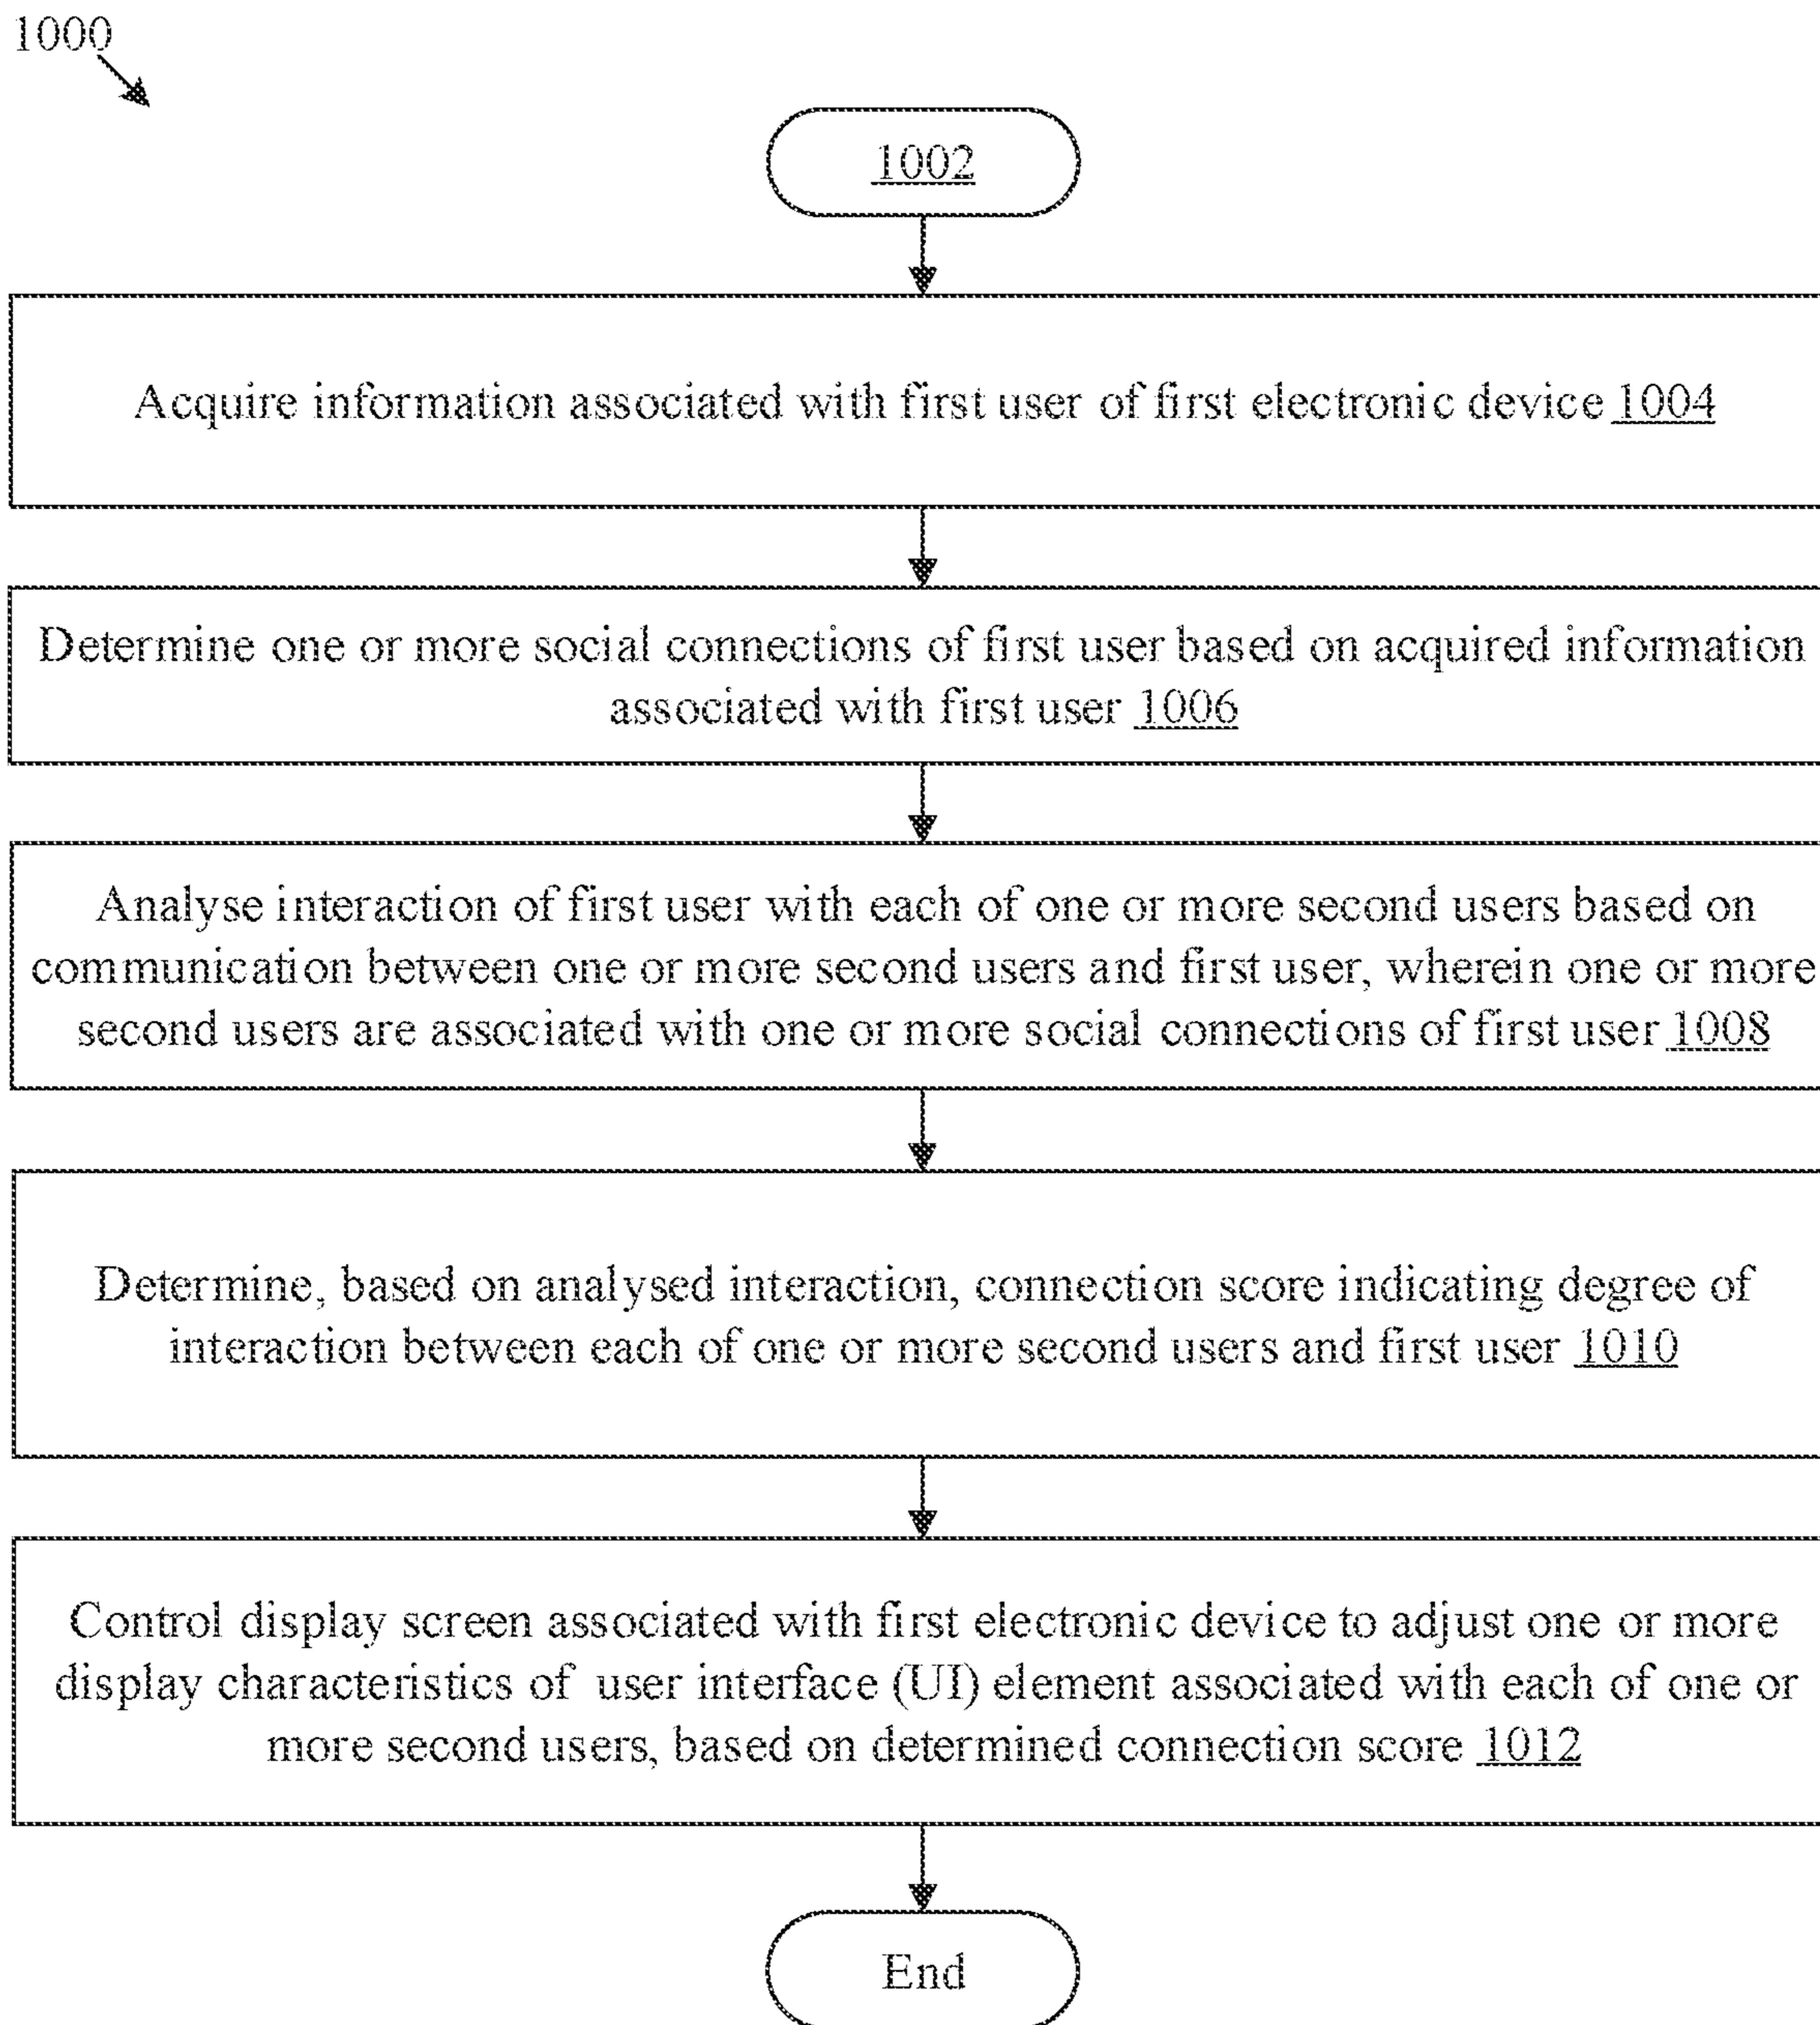 1000
1002
Acquire information associated with first user of first electronic device 1004
Determine one or more social connections of first user based on acquired information
associated with first user 1006
Analyse interaction of first user with each of one or more second users based on
communication between one or more second users and first user, wherein one or more
second users are associated with one or more social connections of first user 1008
Determine, based on analysed interaction, connection score indicating degree of
interaction between each of one or more second users and first user 1010
Control display screen associated with first electronic device to adjust one or more
display characteristics of user interface (UI) element associated with each of one or
more second users, based on determined connection score 1012
End